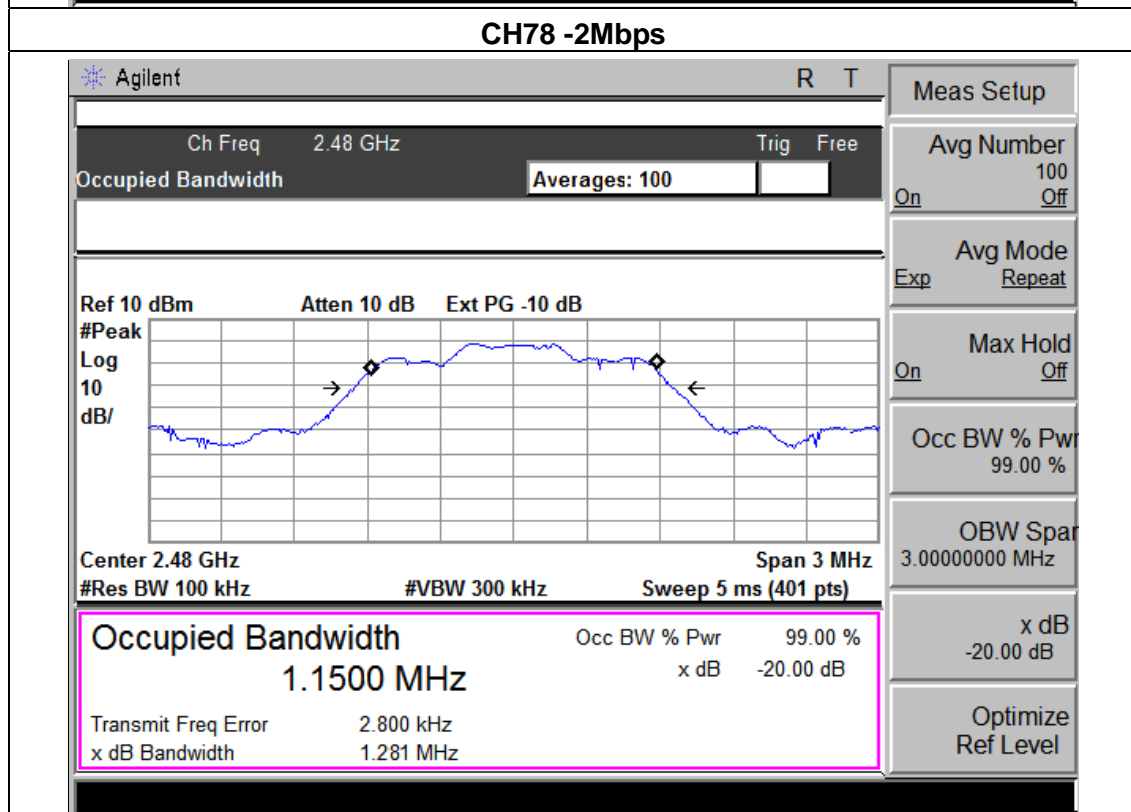 CH78 -2Mbps
Agilent R T
Ch Freq 2.48 GHz Trig Free
Occupied Bandwidth Averages: 100
Ref 10 dBm Atten 10 dB Ext PG -10 dB
#Peak
Log
10
dB/
Center 2.48 GHz Span 3 MHz
#Res BW 100 kHz #VBW 300 kHz Sweep 5 ms (401 pts)
Occupied Bandwidth Occ BW % Pwr 99.00 %
1.1500 MHz x dB -20.00 dB
Transmit Freq Error 2.800 kHz
x dB Bandwidth 1.281 MHz
Meas Setup
Avg Number
100
On Off
Avg Mode
Exp Repeat
Max Hold
On Off
Occ BW % Pwr
99.00 %
OBW Spar
3.00000000 MHz
x dB
-20.00 dB
Optimize
Ref Level